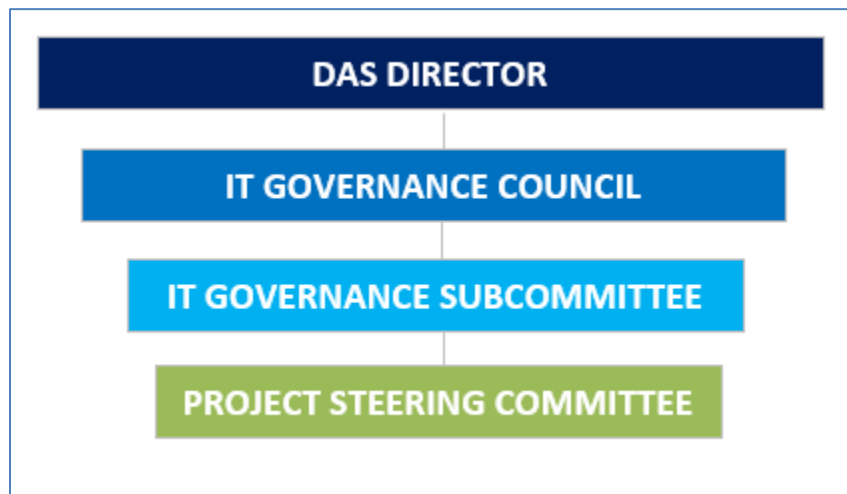 DAS DIRECTOR
IT GOVERNANCE COUNCIL
IT GOVERNANCE SUBCOMMITTEE
PROJECT STEERING COMMITTEE